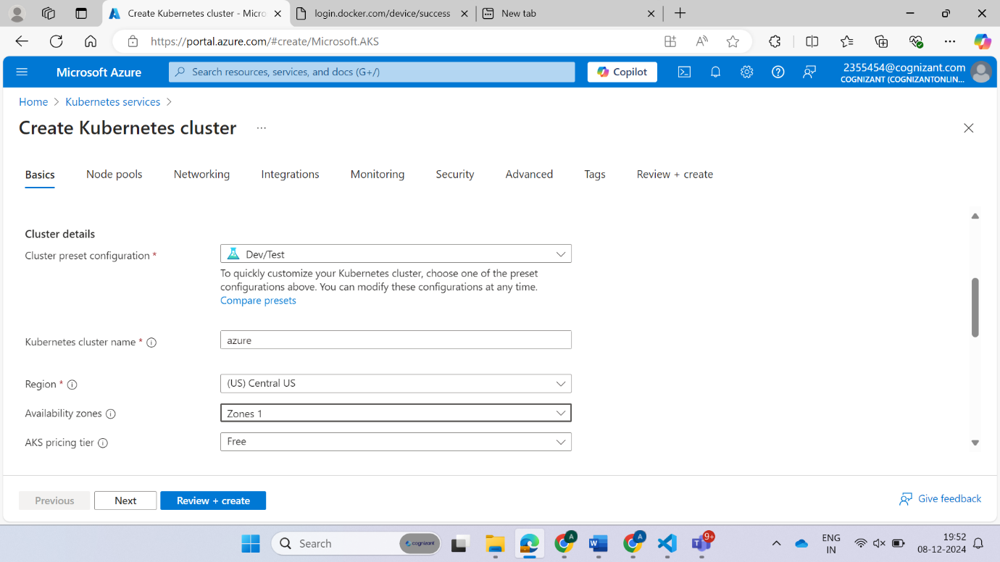 Create Kubernetes cluster - Micro
login.docker.com/device/success
New tab
https://portal.azure.com/#create/Microsoft.AKS
Microsoft Azure
Search resources, services, and docs (G+/)
Copilot
2355454@cognizant.com
COGNIZANT (COGNIZANTONLIN...
Home > Kubernetes services >
Create Kubernetes cluster ...
Basics Node pools Networking Integrations Monitoring Security Advanced Tags Review + create
Cluster details
Cluster preset configuration *
Dev/Test
To quickly customize your Kubernetes cluster, choose one of the preset
configurations above. You can modify these configurations at any time.
Compare presets
Kubernetes cluster name *
azure
Region *
(US) Central US
Availability zones
Zones 1
AKS pricing tier
Free
Previous Next Review + create
Give feedback
Search
cognizant
A
A
9+
ENG
IN
19:52
08-12-2024